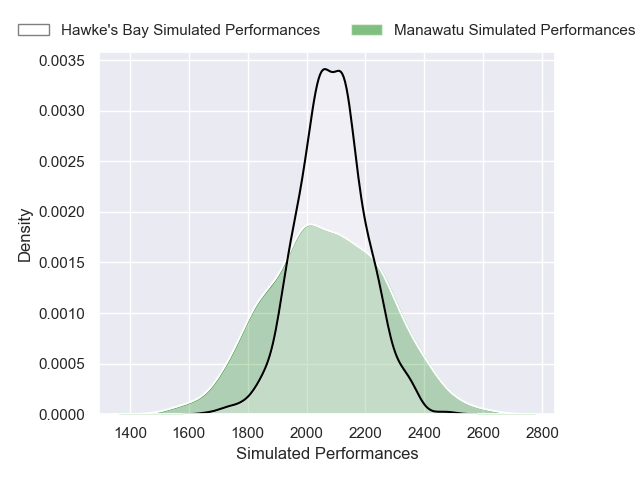 Hawke's Bay Simulated Performances Manawatu Simulated Performances
0.0035
0.0030
0.0025
0.0020
0.0015
0.0010
0.0005
0.0000
Density
1400 1600 1800 2000 2200 2400 2600 2800
Simulated Performances